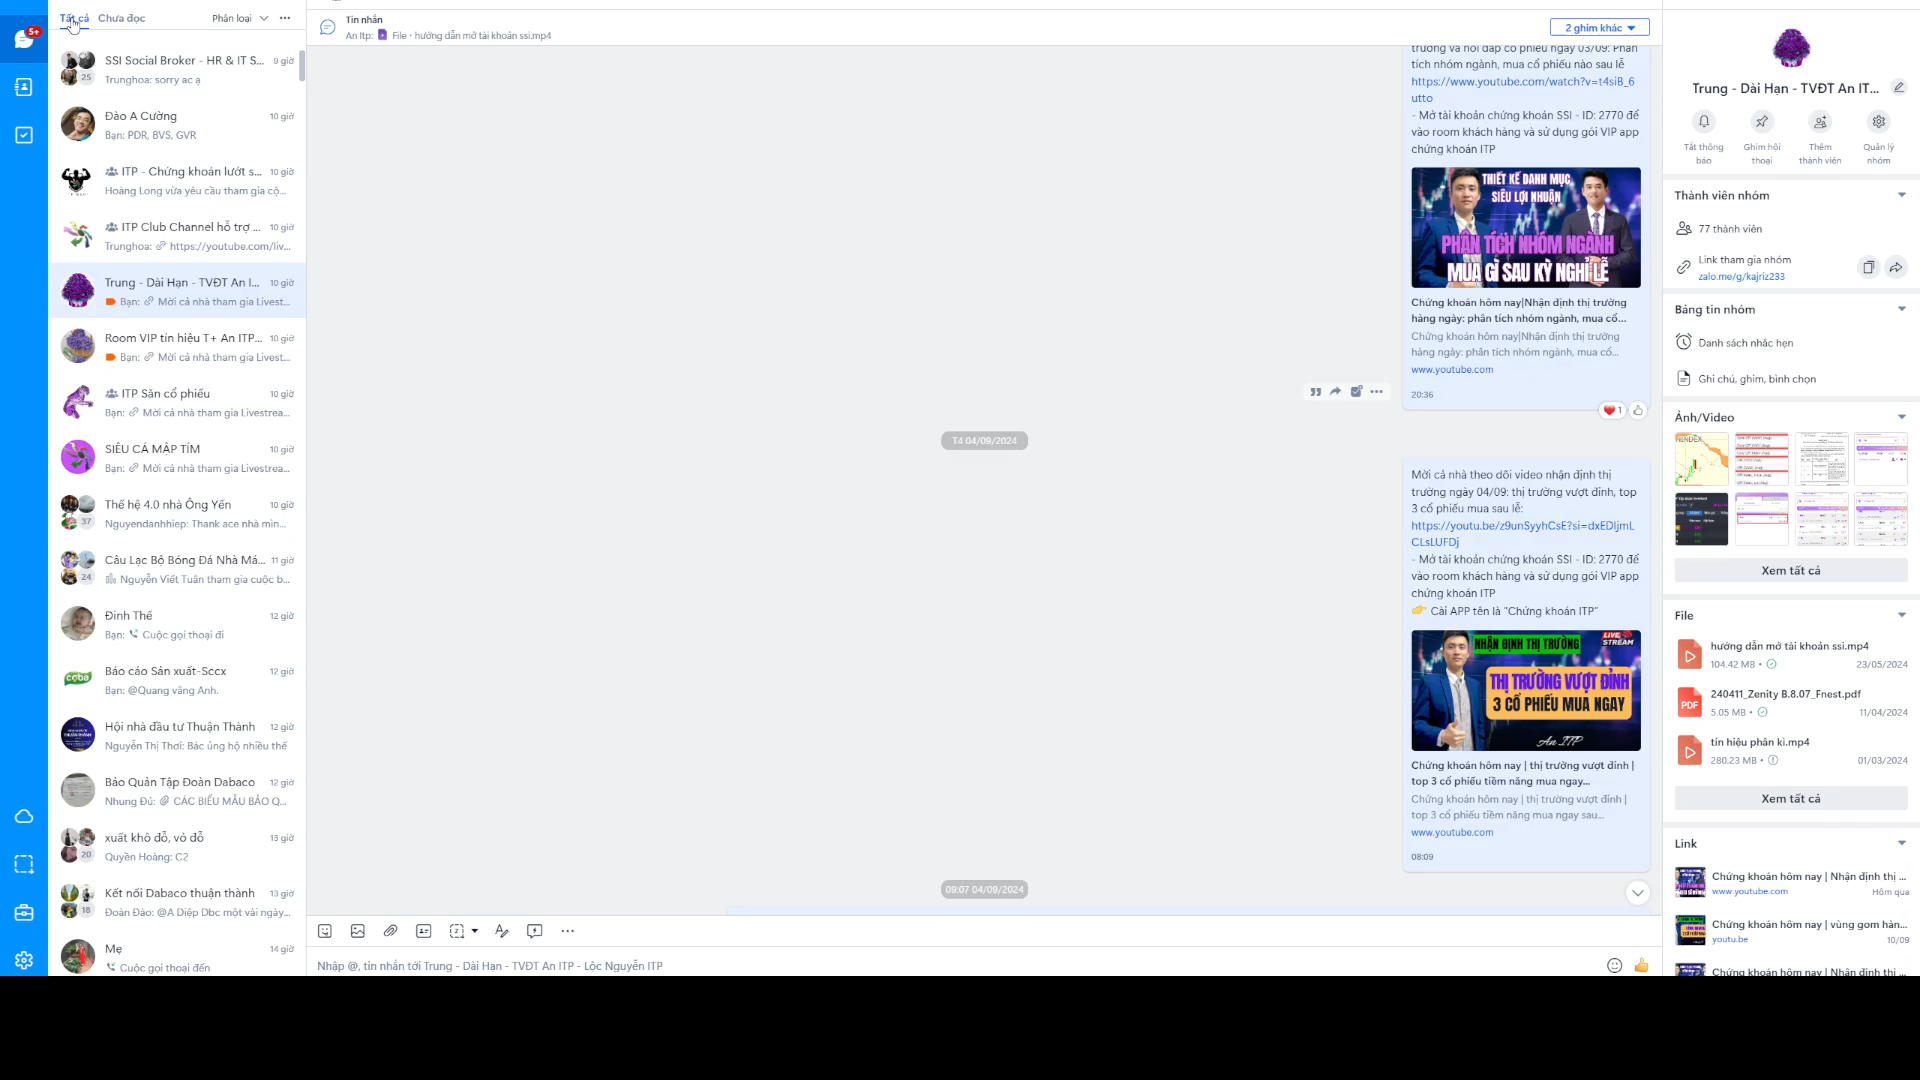 Tất cả
Chưa đọc
Phân loại
5+
SSI Social Broker - HR & IT S...
9 giờ
25
Trunghoa: sorry ac ạ
Đào A Cường
10 giờ
Bạn: PDR, BVS, GVR
ITP - Chứng khoán lướt s...
10 giờ
Hoàng Long vừa yêu cầu tham gia cộ...
ITP Club Channel hỗ trợ ...
10 giờ
Trunghoa: https://youtube.com/liv...
Trung - Dài Hạn - TVĐT An I...
10 giờ
Bạn: Mời cả nhà tham gia Livest...
Room VIP tín hiệu T+ An ITP...
10 giờ
Bạn: Mời cả nhà tham gia Livest...
ITP Săn cổ phiếu
10 giờ
Bạn: Mời cả nhà tham gia Livestrea...
SIÊU CÁ MẬP TÍM
10 giờ
Bạn: Mời cả nhà tham gia Livestrea...
Thế hệ 4.0 nhà Ông Yến
10 giờ
37
Nguyendanhhiep: Thank ace nhà mìn...
Câu Lạc Bộ Bóng Đá Nhà Má...
11 giờ
24
Nguyễn Viết Tuân tham gia cuộc b...
Đinh Thế
12 giờ
Bạn: Cuộc gọi thoại đi
Báo cáo Sản xuất-Sccx
12 giờ
Bạn: @Quang văng Anh.
Hội nhà đầu tư Thuận Thành
12 giờ
Nguyễn Thị Thơi: Bác ủng hộ nhiều thế
Bảo Quản Tập Đoàn Dabaco
12 giờ
Nhung Đủ: CÁC BIỂU MẪU BẢO Q...
xuất khô đỗ, vỏ đỗ
13 giờ
20
Quyền Hoàng: C2
Kết nối Dabaco thuận thành
13 giờ
18
Đoàn Đào: @A Diệp Dbc một vài ngày...
Mẹ
14 giờ
Cuộc gọi thoại đến
Tin nhắn
An Itp: File · hướng dẫn mở tài khoản ssi.mp4
2 ghim khác
trường và hỏi đáp cổ phiếu ngày 03/09: Phân
tích nhóm ngành, mua cổ phiếu nào sau lễ
https://www.youtube.com/watch?v=t4siB_6
utto
- Mở tài khoản chứng khoán SSI - ID: 2770 để
vào room khách hàng và sử dụng gói VIP app
chứng khoán ITP
THIẾT KẾ DANH MỤC
SIÊU LỢI NHUẬN
PHÂN TÍCH NHÓM NGÀNH
MUA GÌ SAU KỲ NGHỈ LỄ
Chứng khoán hôm nay|Nhận định thị trường
hàng ngày: phân tích nhóm ngành, mua cổ...
Chứng khoán hôm nay|Nhận định thị trường
hàng ngày: phân tích nhóm ngành, mua cổ...
www.youtube.com
20:36
1
T4 04/09/2024
Mời cả nhà theo dõi video nhận định thị
trường ngày 04/09: thị trường vượt đỉnh, top
3 cổ phiếu mua sau lễ:
https://youtu.be/z9unSyyhCsE?si=dxEDljmL
CLsLUFDj
- Mở tài khoản chứng khoán SSI - ID: 2770 để
vào room khách hàng và sử dụng gói VIP app
chứng khoán ITP
👉 Cài APP tên là "Chứng khoán ITP"
NHẬN ĐỊNH THỊ TRƯỜNG
LIVE
STREAM
THỊ TRƯỜNG VƯỢT ĐỈNH
3 CỔ PHIẾU MUA NGAY
An ITP
Chứng khoán hôm nay | thị trường vượt đỉnh |
top 3 cổ phiếu tiềm năng mua ngay...
Chứng khoán hôm nay | thị trường vượt đỉnh |
top 3 cổ phiếu tiềm năng mua ngay sau...
www.youtube.com
08:09
09:07 04/09/2024
Nhập @, tin nhắn tới Trung - Dài Hạn - TVĐT An ITP - Lộc Nguyễn ITP
Trung - Dài Hạn - TVĐT An IT...
Tắt thông
báo
Ghim hội
thoại
Thêm
thành viên
Quản lý
nhóm
Thành viên nhóm
77 thành viên
Link tham gia nhóm
zalo.me/g/kajriz233
Bảng tin nhóm
Danh sách nhắc hẹn
Ghi chú, ghim, bình chọn
Ảnh/Video
Xem tất cả
File
hướng dẫn mở tài khoản ssi.mp4
104.42 MB
23/05/2024
PDF
240411_Zenity B.8.07_Fnest.pdf
5.05 MB
11/04/2024
tín hiệu phân kì.mp4
280.23 MB
01/03/2024
Xem tất cả
Link
Chứng khoán hôm nay | Nhận định thị ...
www.youtube.com
Hôm qua
Chứng khoán hôm nay | vùng gom hàn...
youtu.be
10/09
Chứng khoán hôm nay | Nhận định thị ...